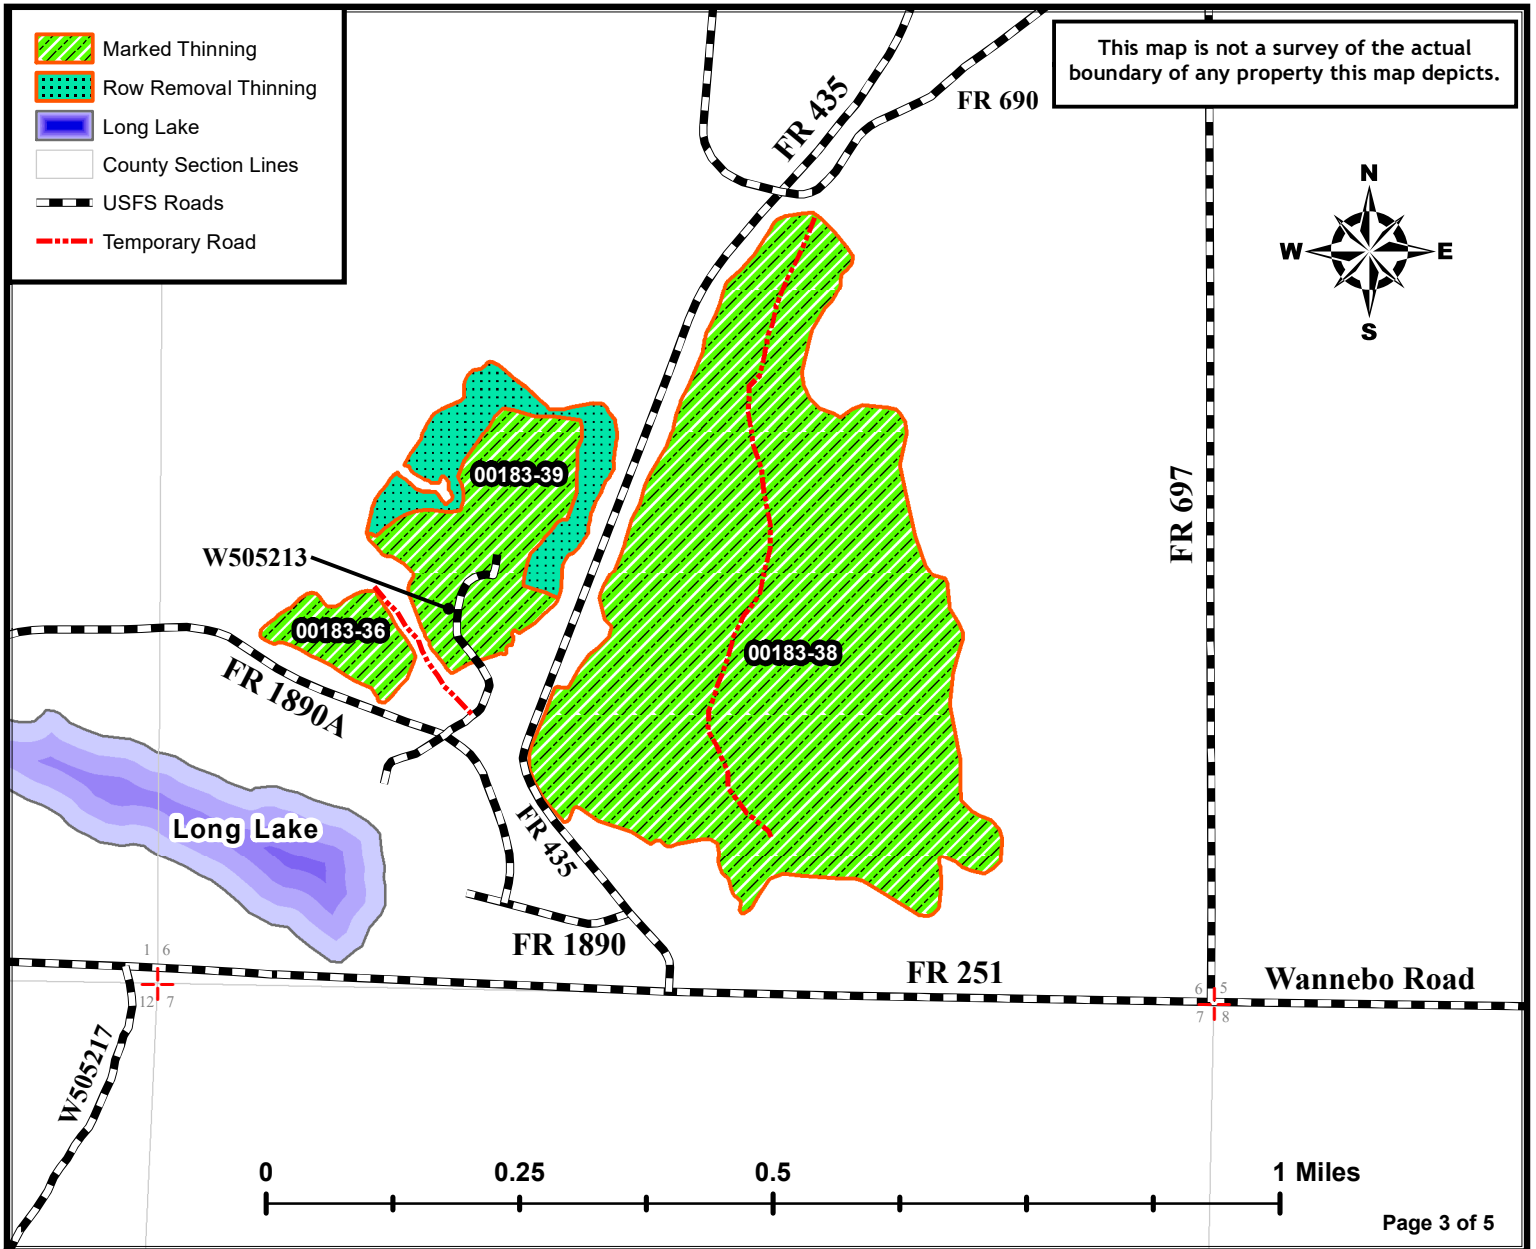 Marked Thinning
Row Removal Thinning
Long Lake
County Section Lines
USFS Roads
Temporary Road
This map is not a survey of the actual
boundary of any property this map depicts.
FR 435
FR 690
N
W E
S
00183-39
FR 697
W505213
00183-36
00183-38
FR 1890A
Long Lake
FR 435
FR 1890
FR 251
Wannebo Road
1 6
12 7
6 5
7 8
W505217
0 0.25 0.5 1 Miles
Page 3 of 5